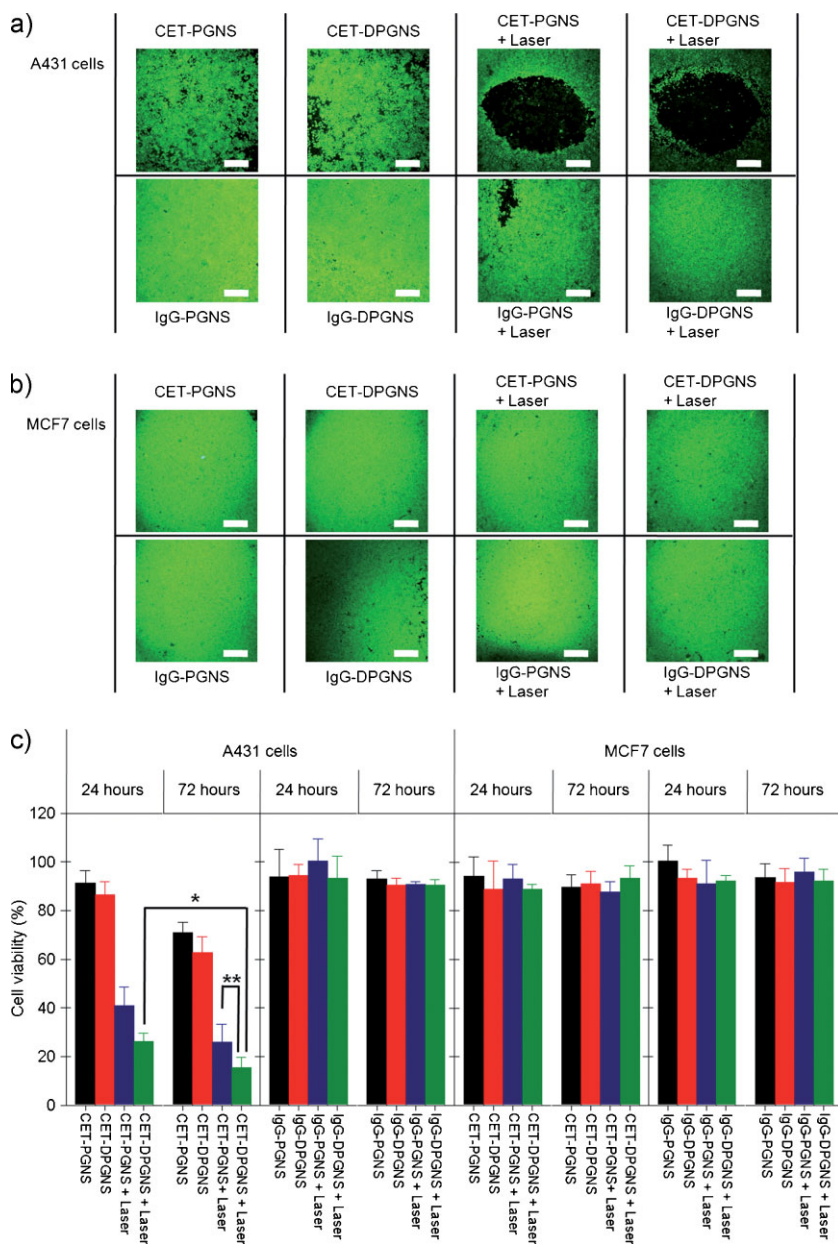 a)
CET-PGNS
CET-DPGNS
CET-PGNS
+ Laser
CET-DPGNS
+ Laser
A431 cells
IgG-PGNS
IgG-DPGNS
IgG-PGNS
+ Laser
IgG-DPGNS
+ Laser
b)
CET-PGNS
CET-DPGNS
CET-PGNS
+ Laser
CET-DPGNS
+ Laser
MCF7 cells
IgG-PGNS
IgG-DPGNS
IgG-PGNS
+ Laser
IgG-DPGNS
+ Laser
c)
A431 cells
MCF7 cells
24 hours
72 hours
24 hours
72 hours
24 hours
72 hours
24 hours
72 hours
Cell viability (%)
120
100
80
60
40
20
0
*
**
CET-PGNS
CET-DPGNS
CET-PGNS + Laser
CET-DPGNS + Laser
CET-PGNS
CET-DPGNS
CET-PGNS+ Laser
CET-DPGNS + Laser
IgG-PGNS
IgG-DPGNS
IgG-PGNS + Laser
IgG-DPGNS + Laser
IgG-PGNS
IgG-DPGNS
IgG-PGNS + Laser
IgG-DPGNS + Laser
CET-PGNS
CET-DPGNS
CET-PGNS + Laser
CET-DPGNS + Laser
CET-PGNS
CET-DPGNS
CET-PGNS+ Laser
CET-DPGNS + Laser
IgG-PGNS
IgG-DPGNS
IgG-PGNS + Laser
IgG-DPGNS + Laser
IgG-PGNS
IgG-DPGNS
IgG-PGNS + Laser
IgG-DPGNS + Laser